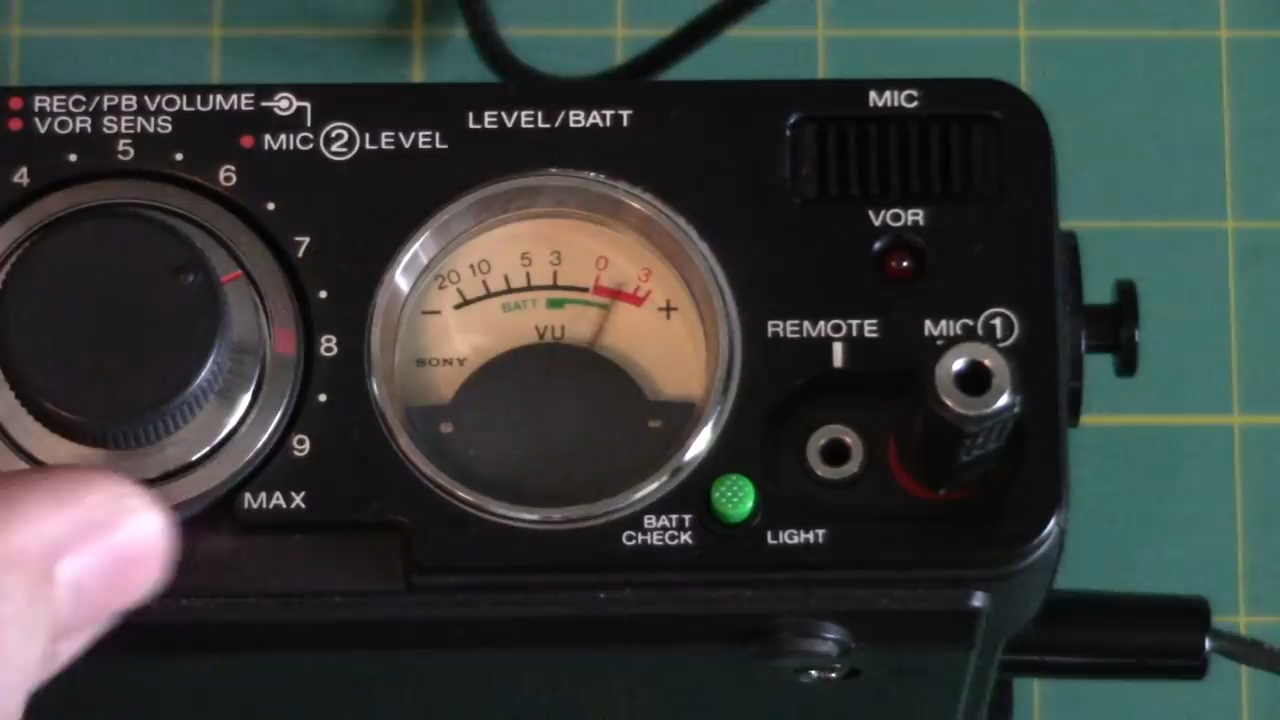 REC/PB VOLUME
VOR SENS
MIC 2 LEVEL
4 5 6 7 8 9 MAX
LEVEL/BATT
20 10 5 3 0 3
− +
BATT
VU
SONY
BATT CHECK
LIGHT
MIC
VOR
REMOTE
MIC 1